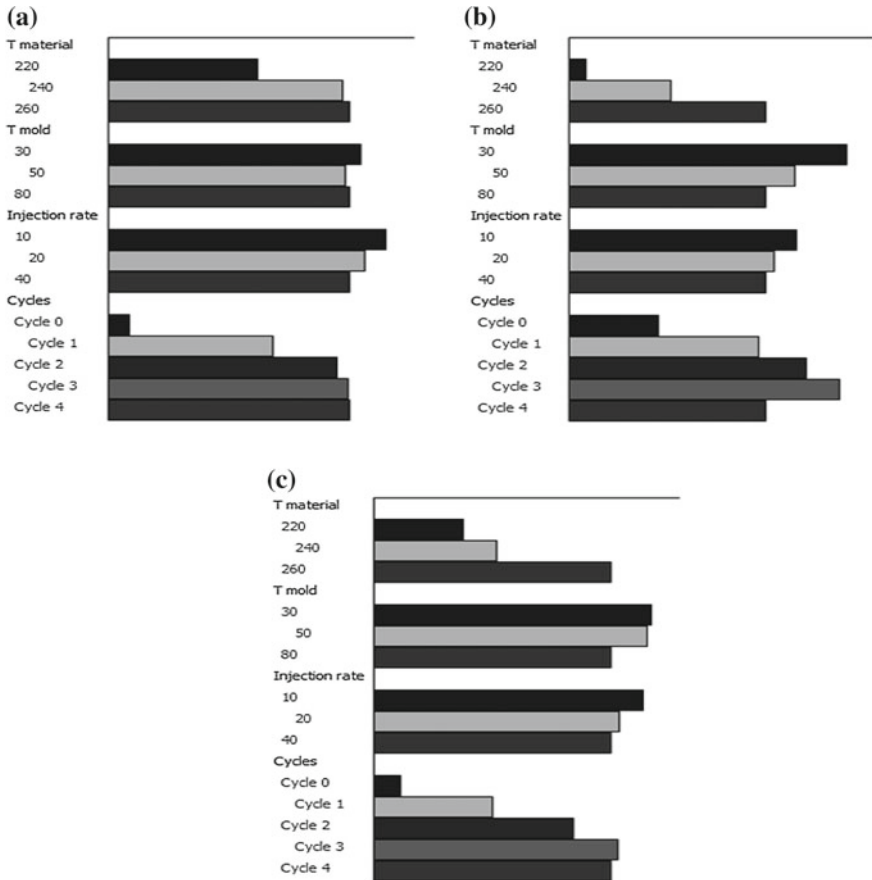 (a)
T material
220
240
260
T mold
30
50
80
Injection rate
10
20
40
Cycles
Cycle 0
Cycle 1
Cycle 2
Cycle 3
Cycle 4
(b)
T material
220
240
260
T mold
30
50
80
Injection rate
10
20
40
Cycles
Cycle 0
Cycle 1
Cycle 2
Cycle 3
Cycle 4
(c)
T material
220
240
260
T mold
30
50
80
Injection rate
10
20
40
Cycles
Cycle 0
Cycle 1
Cycle 2
Cycle 3
Cycle 4